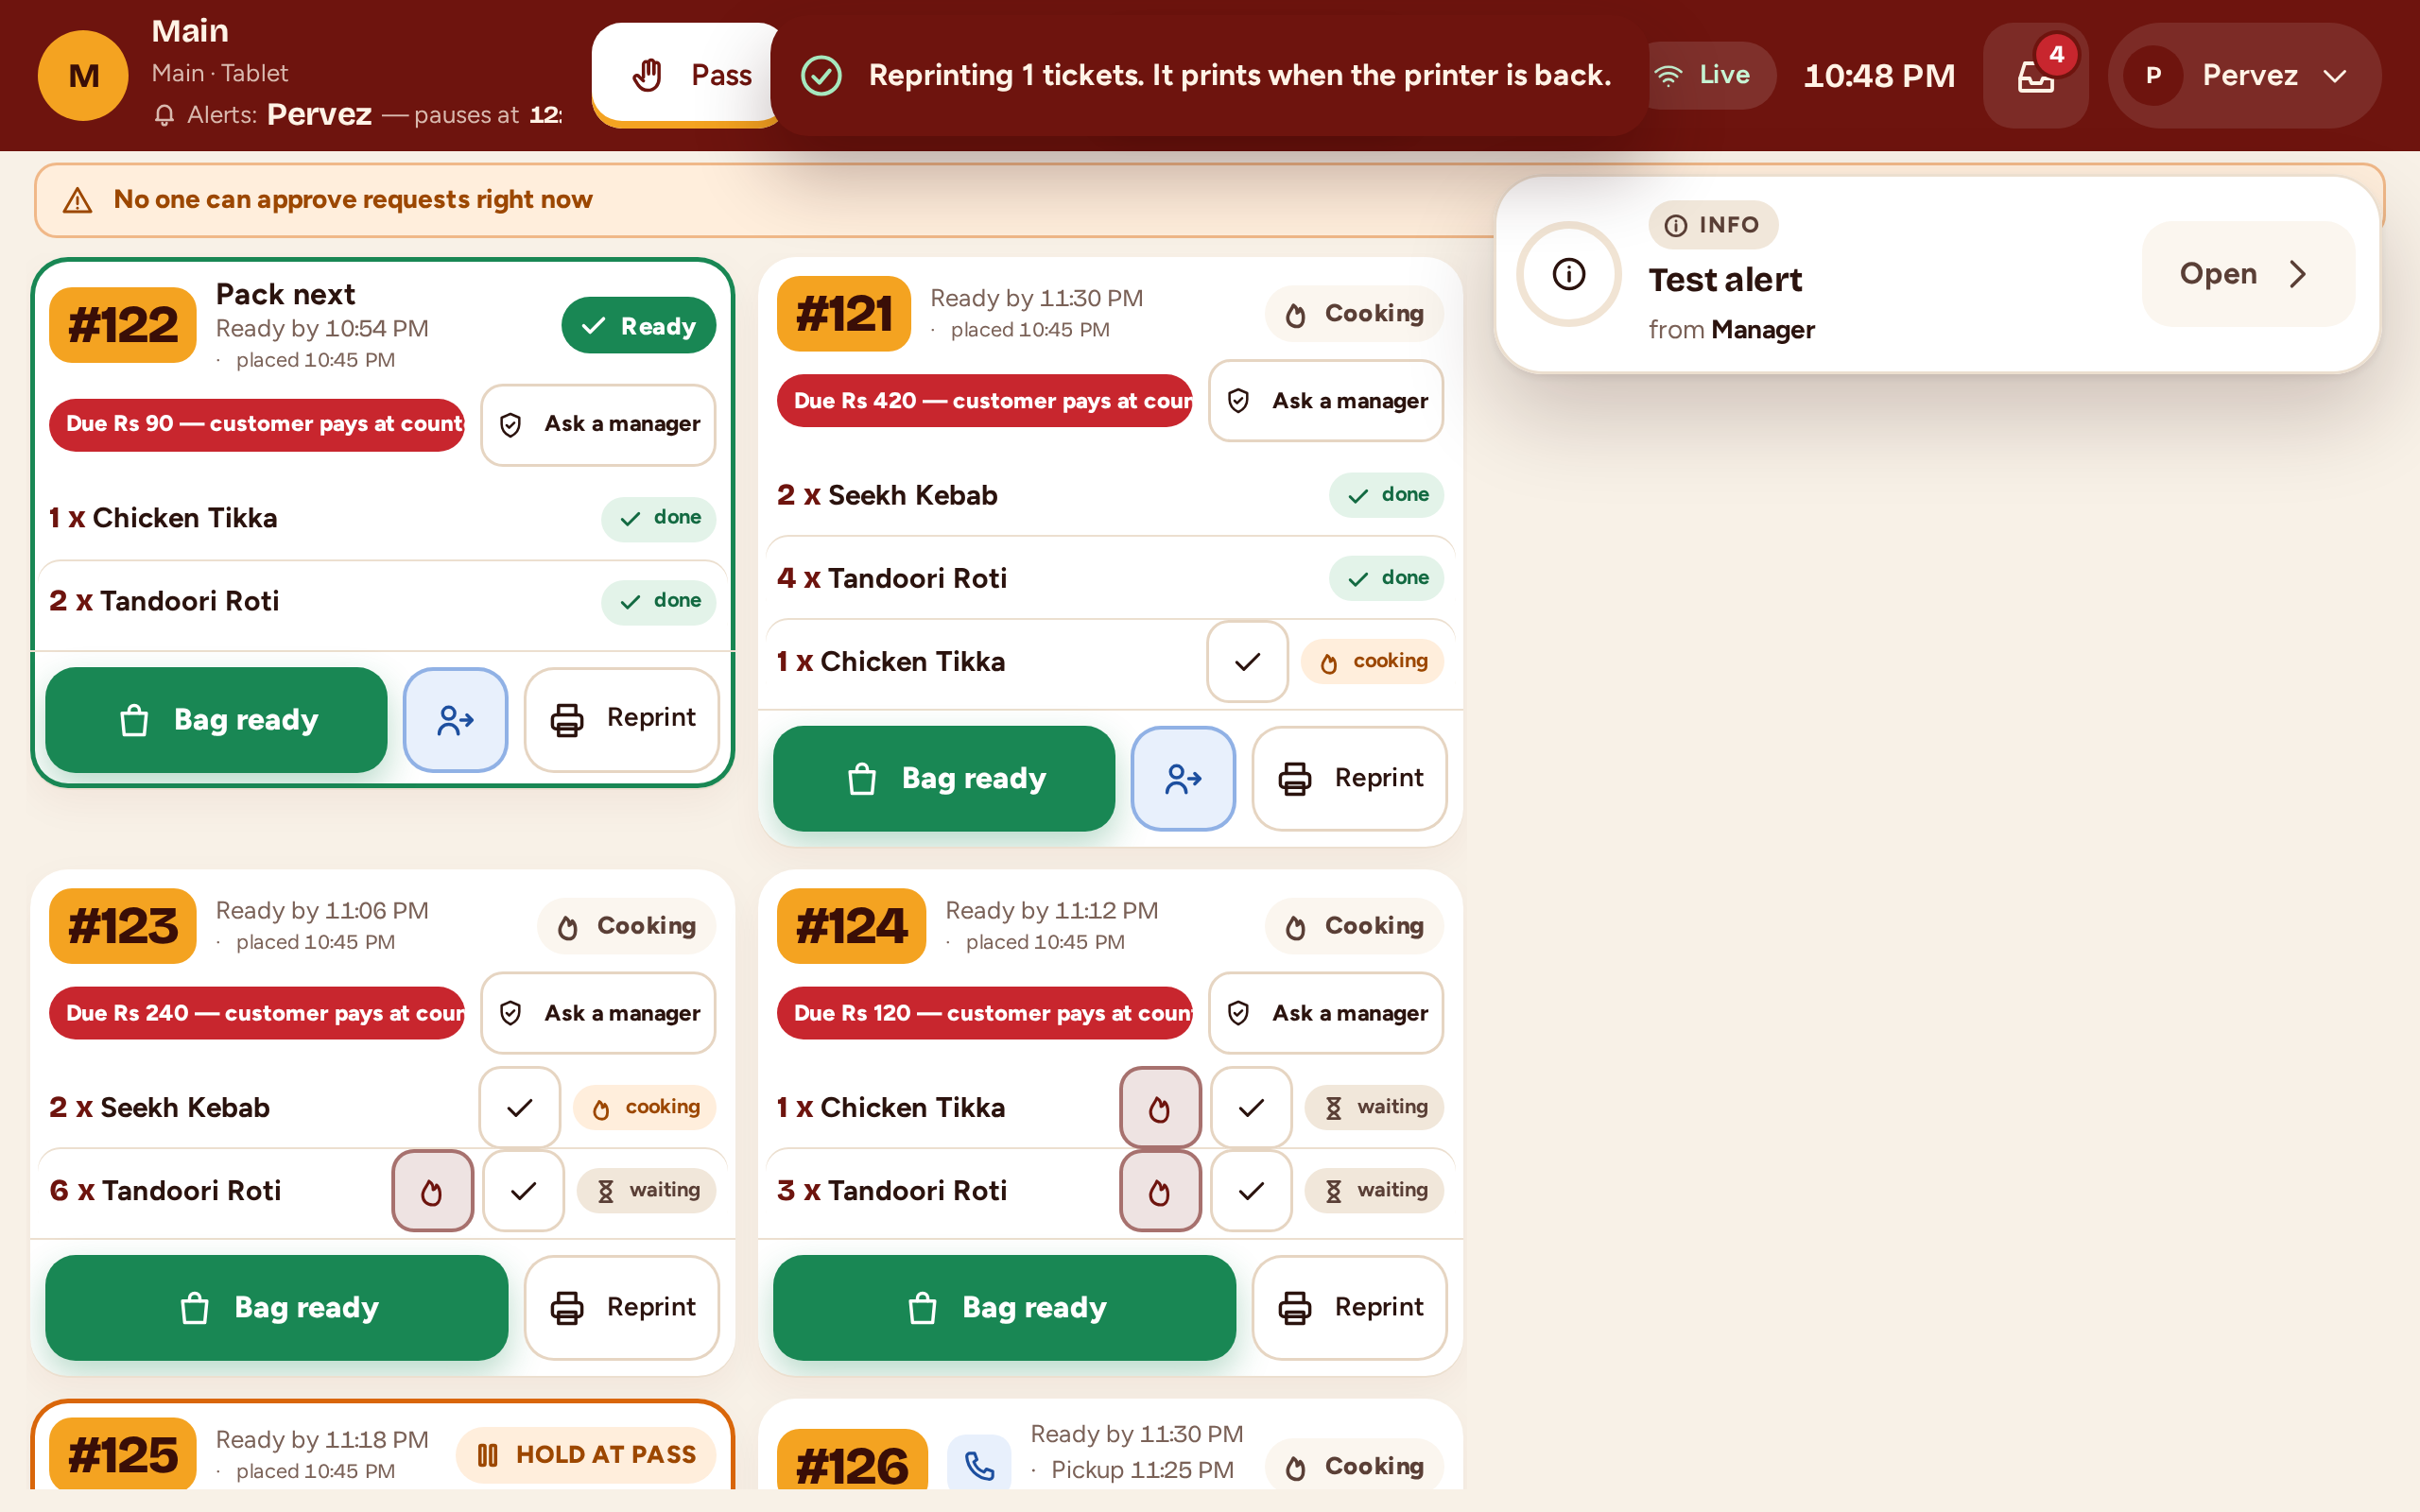 M
Main
Main · Tablet
Alerts: Pervez — pauses at 12:
Pass
Reprinting 1 tickets. It prints when the printer is back.
Live
10:48 PM
4
P
Pervez
No one can approve requests right now
INFO
Test alert
from Manager
Open
#122
Pack next
Ready by 10:54 PM
· placed 10:45 PM
Ready
Due Rs 90 — customer pays at count
Ask a manager
1 x Chicken Tikka
done
2 x Tandoori Roti
done
Bag ready
Reprint
#121
Ready by 11:30 PM
· placed 10:45 PM
Cooking
Due Rs 420 — customer pays at coun
Ask a manager
2 x Seekh Kebab
done
4 x Tandoori Roti
done
1 x Chicken Tikka
cooking
Bag ready
Reprint
#123
Ready by 11:06 PM
· placed 10:45 PM
Cooking
Due Rs 240 — customer pays at coun
Ask a manager
2 x Seekh Kebab
cooking
6 x Tandoori Roti
waiting
Bag ready
Reprint
#124
Ready by 11:12 PM
· placed 10:45 PM
Cooking
Due Rs 120 — customer pays at coun
Ask a manager
1 x Chicken Tikka
waiting
3 x Tandoori Roti
waiting
Bag ready
Reprint
#125
Ready by 11:18 PM
· placed 10:45 PM
HOLD AT PASS
#126
Ready by 11:30 PM
· Pickup 11:25 PM
Cooking